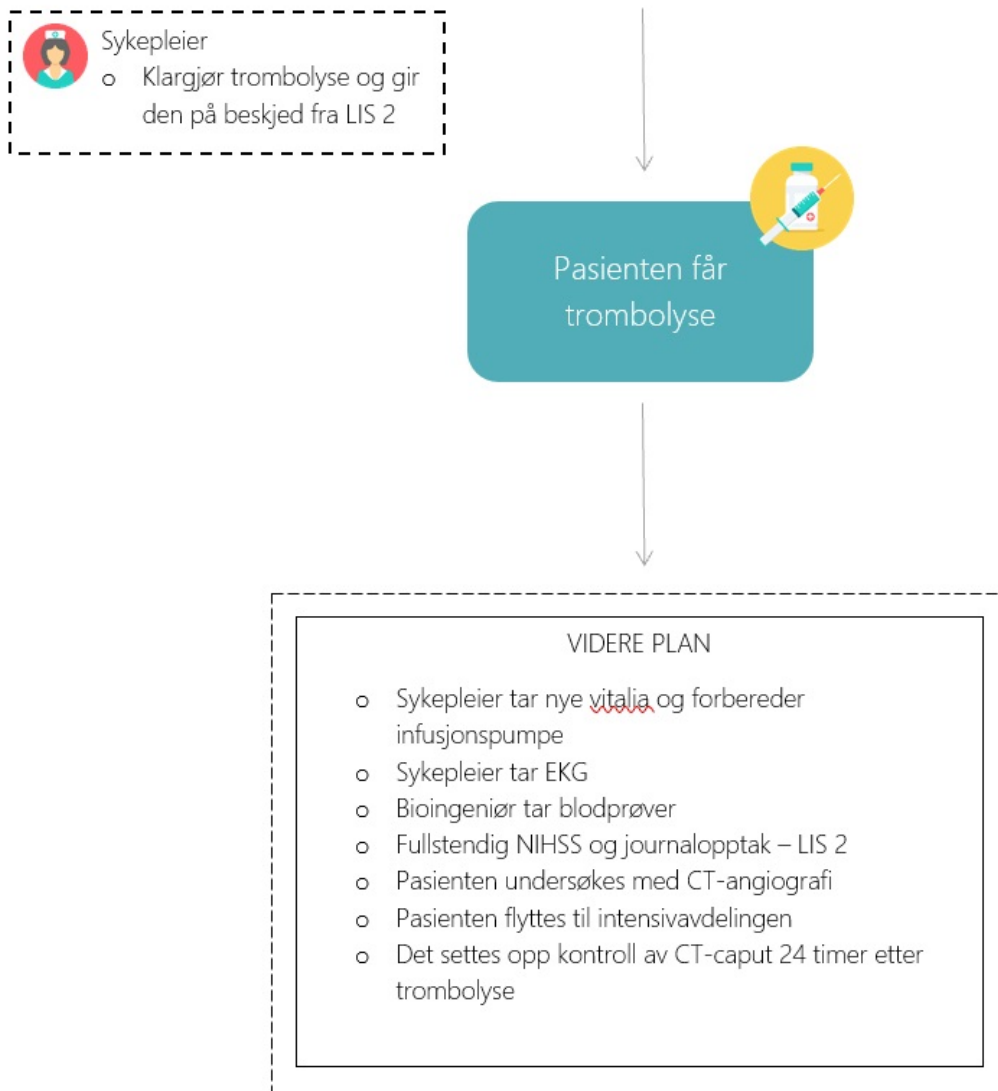 Sykepleier
o Klargjør trombolyse og gir
den på beskjed fra LIS 2
Pasienten får
trombolyse
VIDERE PLAN
o Sykepleier tar nye vitalia og forbereder
infusjonspumpe
o Sykepleier tar EKG
o Bioingeniør tar blodprøver
o Fullstendig NIHSS og journalopptak – LIS 2
o Pasienten undersøkes med CT-angiografi
o Pasienten flyttes til intensivavdelingen
o Det settes opp kontroll av CT-caput 24 timer etter
trombolyse